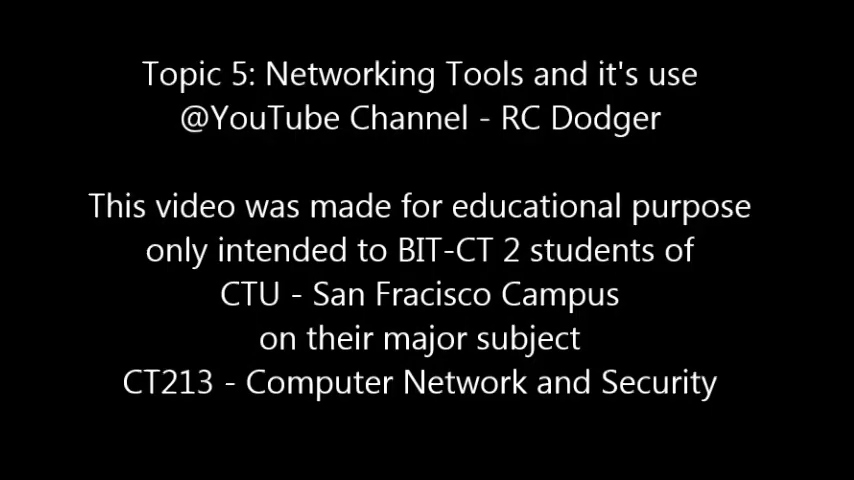 Topic 5: Networking Tools and it's use
@YouTube Channel - RC Dodger
This video was made for educational purpose
only intended to BIT-CT 2 students of
CTU - San Fracisco Campus
on their major subject
CT213 - Computer Network and Security